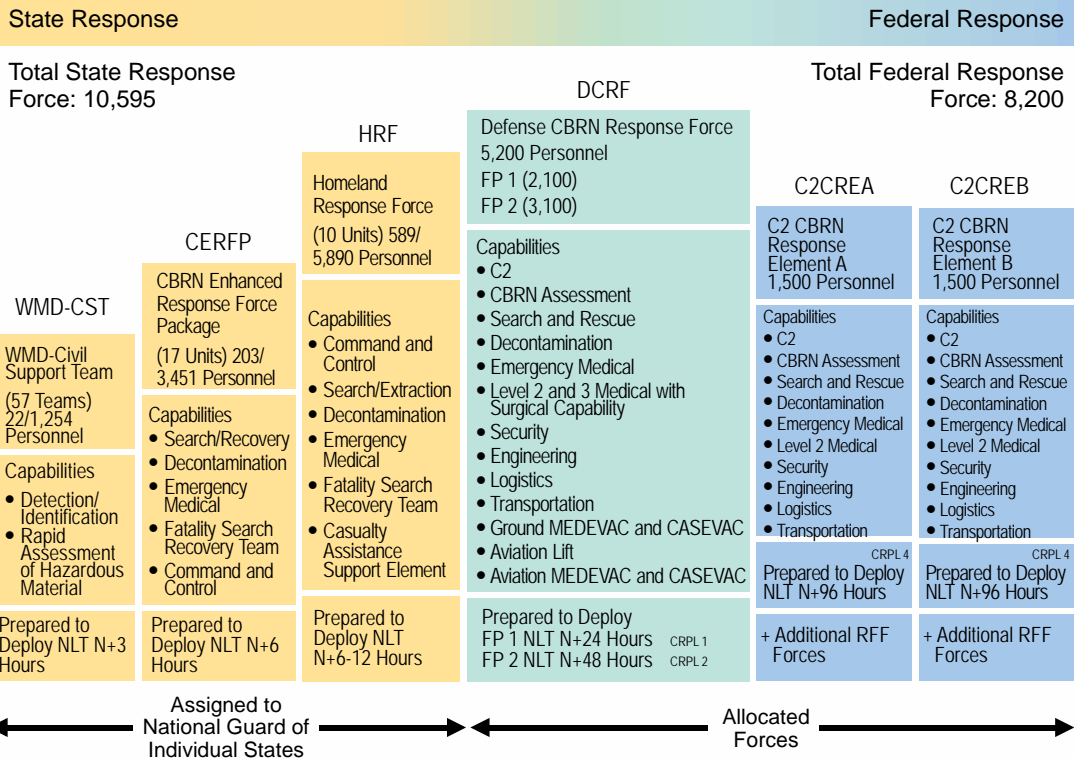 State Response
Federal Response
Total State Response
Force: 10,595
Total Federal Response
Force: 8,200
WMD-CST
WMD-Civil
Support Team
(57 Teams)
22/1,254
Personnel
Capabilities
• Detection/
Identification
• Rapid
Assessment
of Hazardous
Material
Prepared to
Deploy NLT N+3
Hours
CERFP
CBRN Enhanced
Response Force
Package
(17 Units) 203/
3,451 Personnel
Capabilities
• Search/Recovery
• Decontamination
• Emergency
Medical
• Fatality Search
Recovery Team
• Command and
Control
Prepared to
Deploy NLT N+6
Hours
HRF
Homeland
Response Force
(10 Units) 589/
5,890 Personnel
Capabilities
• Command and
Control
• Search/Extraction
• Decontamination
• Emergency
Medical
• Fatality Search
Recovery Team
• Casualty
Assistance
Support Element
Prepared to
Deploy NLT
N+6-12 Hours
DCRF
Defense CBRN Response Force
5,200 Personnel
FP 1 (2,100)
FP 2 (3,100)
Capabilities
• C2
• CBRN Assessment
• Search and Rescue
• Decontamination
• Emergency Medical
• Level 2 and 3 Medical with
Surgical Capability
• Security
• Engineering
• Logistics
• Transportation
• Ground MEDEVAC and CASEVAC
• Aviation Lift
• Aviation MEDEVAC and CASEVAC
Prepared to Deploy
FP 1 NLT N+24 Hours CRPL 1
FP 2 NLT N+48 Hours CRPL 2
C2CREA
C2 CBRN
Response
Element A
1,500 Personnel
Capabilities
• C2
• CBRN Assessment
• Search and Rescue
• Decontamination
• Emergency Medical
• Level 2 Medical
• Security
• Engineering
• Logistics
• Transportation
CRPL 4
Prepared to Deploy
NLT N+96 Hours
+ Additional RFF
Forces
C2CREB
C2 CBRN
Response
Element B
1,500 Personnel
Capabilities
• C2
• CBRN Assessment
• Search and Rescue
• Decontamination
• Emergency Medical
• Level 2 Medical
• Security
• Engineering
• Logistics
• Transportation
CRPL 4
Prepared to Deploy
NLT N+96 Hours
+ Additional RFF
Forces
Assigned to
National Guard of
Individual States
Allocated
Forces